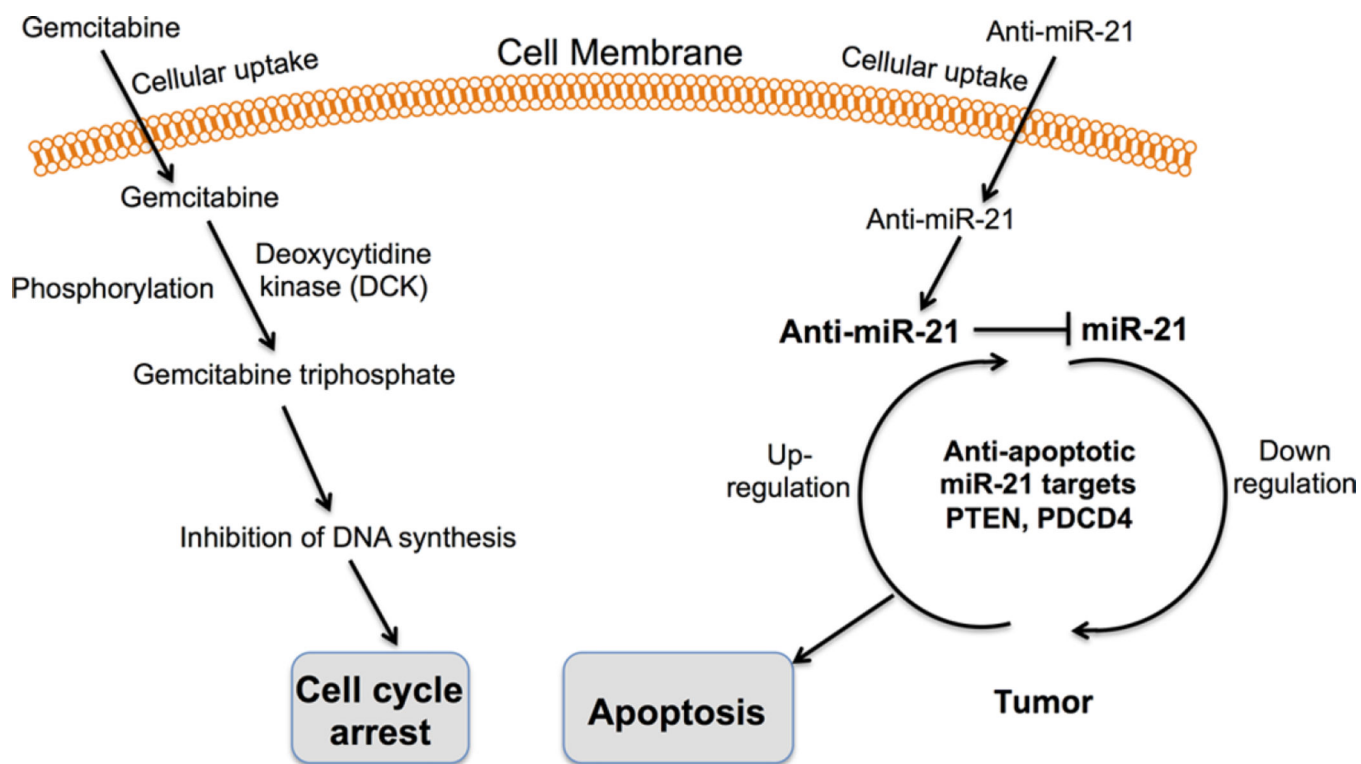 Gemcitabine
Cellular uptake
Cell Membrane
Anti-miR-21
Cellular uptake
Gemcitabine
Anti-miR-21
Phosphorylation
Deoxycytidine
kinase (DCK)
Anti-miR-21
miR-21
Gemcitabine triphosphate
Up-
regulation
Anti-apoptotic
miR-21 targets
PTEN, PDCD4
Down
regulation
Inhibition of DNA synthesis
Cell cycle
arrest
Apoptosis
Tumor